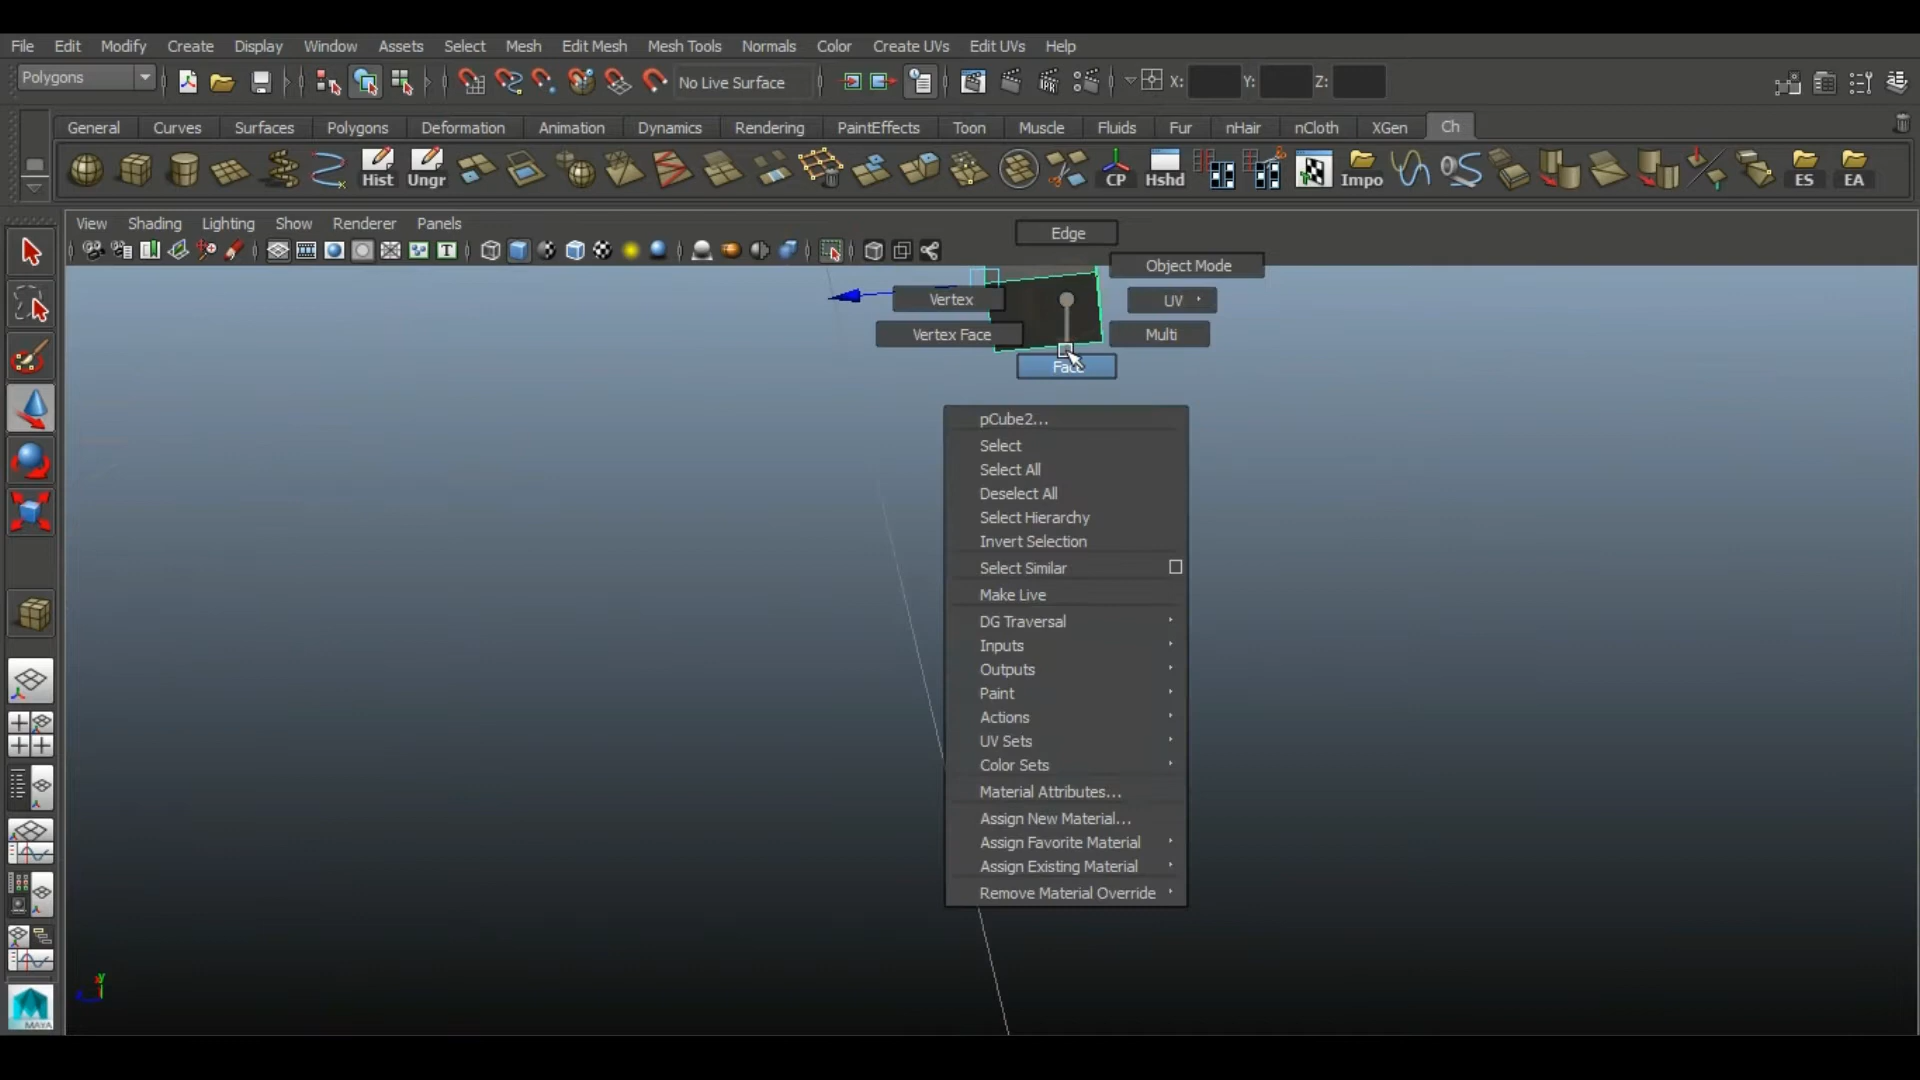 File Edit Modify Create Display Window Assets Select Mesh Edit Mesh Mesh Tools Normals Color Create UVs Edit UVs Help
Polygons No Live Surface X: Y: Z:
General Curves Surfaces Polygons Deformation Animation Dynamics Rendering PaintEffects Toon Muscle Fluids Fur nHair nCloth XGen Ch
Hist Ungr CP Hshd Impo ES EA
View Shading Lighting Show Renderer Panels
Edge
Object Mode
Vertex UV
Vertex Face Multi
Face
pCube2...
Select
Select All
Deselect All
Select Hierarchy
Invert Selection
Select Similar
Make Live
DG Traversal
Inputs
Outputs
Paint
Actions
UV Sets
Color Sets
Material Attributes...
Assign New Material...
Assign Favorite Material
Assign Existing Material
Remove Material Override
y
MAYA